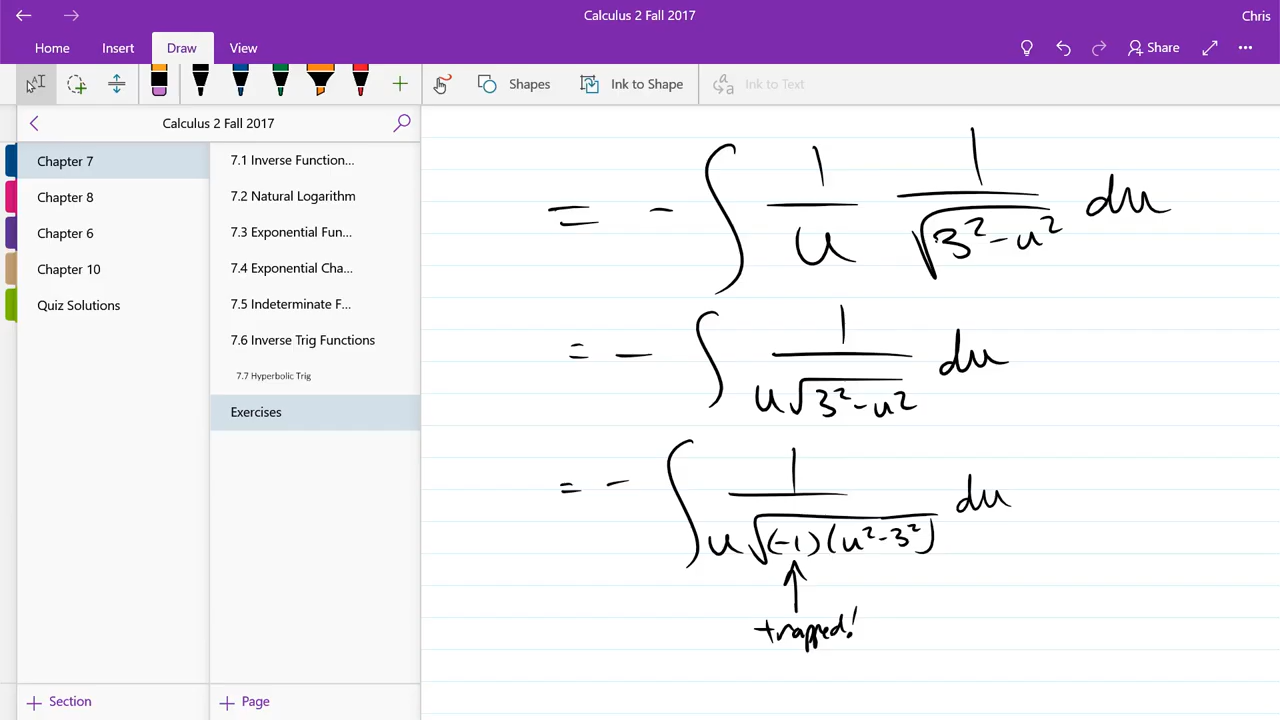 Calculus 2 Fall 2017
Chris
Home Insert Draw View
Share
Shapes
Ink to Shape
Ink to Text
Calculus 2 Fall 2017
Chapter 7
Chapter 8
Chapter 6
Chapter 10
Quiz Solutions
7.1 Inverse Function...
7.2 Natural Logarithm
7.3 Exponential Fun...
7.4 Exponential Cha...
7.5 Indeterminate F...
7.6 Inverse Trig Functions
7.7 Hyperbolic Trig
Exercises
+ Section
+ Page
= - ∫ 1/u 1/√(3²-u²) du
= - ∫ 1/(u√(3²-u²)) du
= - ∫ 1/(u√((-1)(u²-3²))) du
↑
trapped!